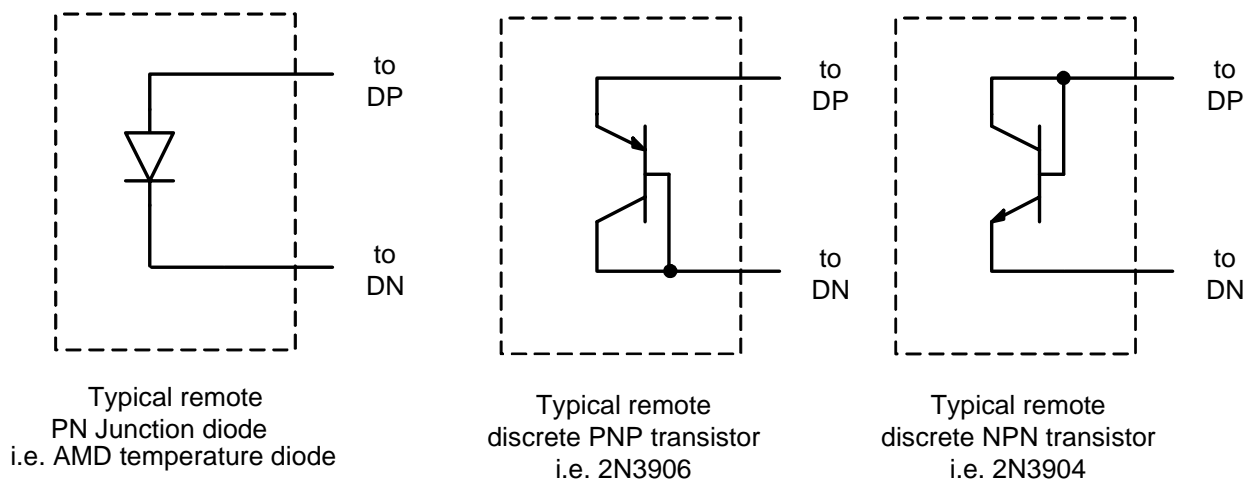 to
DP
to
DN
Typical remote
PN Junction diode
i.e. AMD temperature diode
to
DP
to
DN
Typical remote
discrete PNP transistor
i.e. 2N3906
to
DP
to
DN
Typical remote
discrete NPN transistor
i.e. 2N3904